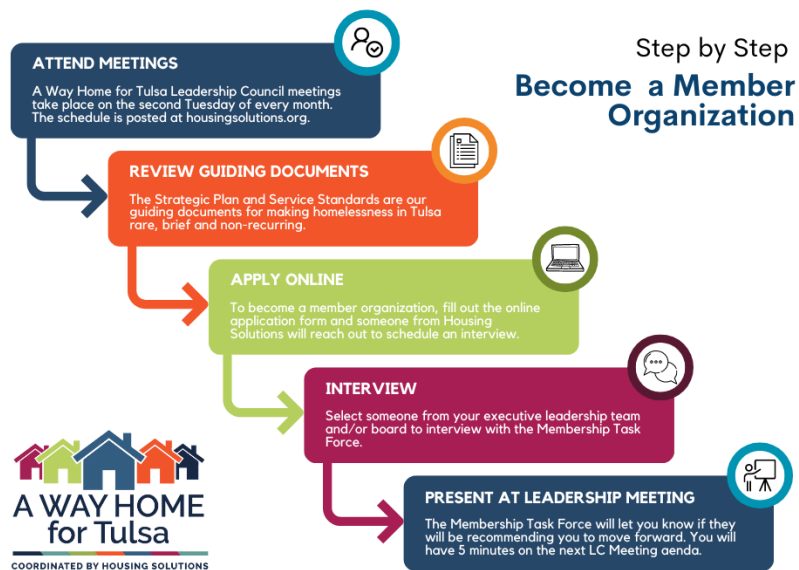 Step by Step
Become a Member
Organization
ATTEND MEETINGS
A Way Home for Tulsa Leadership Council meetings
take place on the second Tuesday of every month.
The schedule is posted at housingsolutions.org.
REVIEW GUIDING DOCUMENTS
The Strategic Plan and Service Standards are our
guiding documents for making homelessness in Tulsa
rare, brief and non-recurring.
APPLY ONLINE
To become a member organization, fill out the online
application form and someone from Housing
Solutions will reach out to schedule an interview.
INTERVIEW
Select someone from your executive leadership team
and/or board to interview with the Membership Task
Force.
PRESENT AT LEADERSHIP MEETING
The Membership Task Force will let you know if they
will be recommending you to move forward. You will
have 5 minutes on the next LC Meeting aenda.
A WAY HOME
for Tulsa
COORDINATED BY HOUSING SOLUTIONS